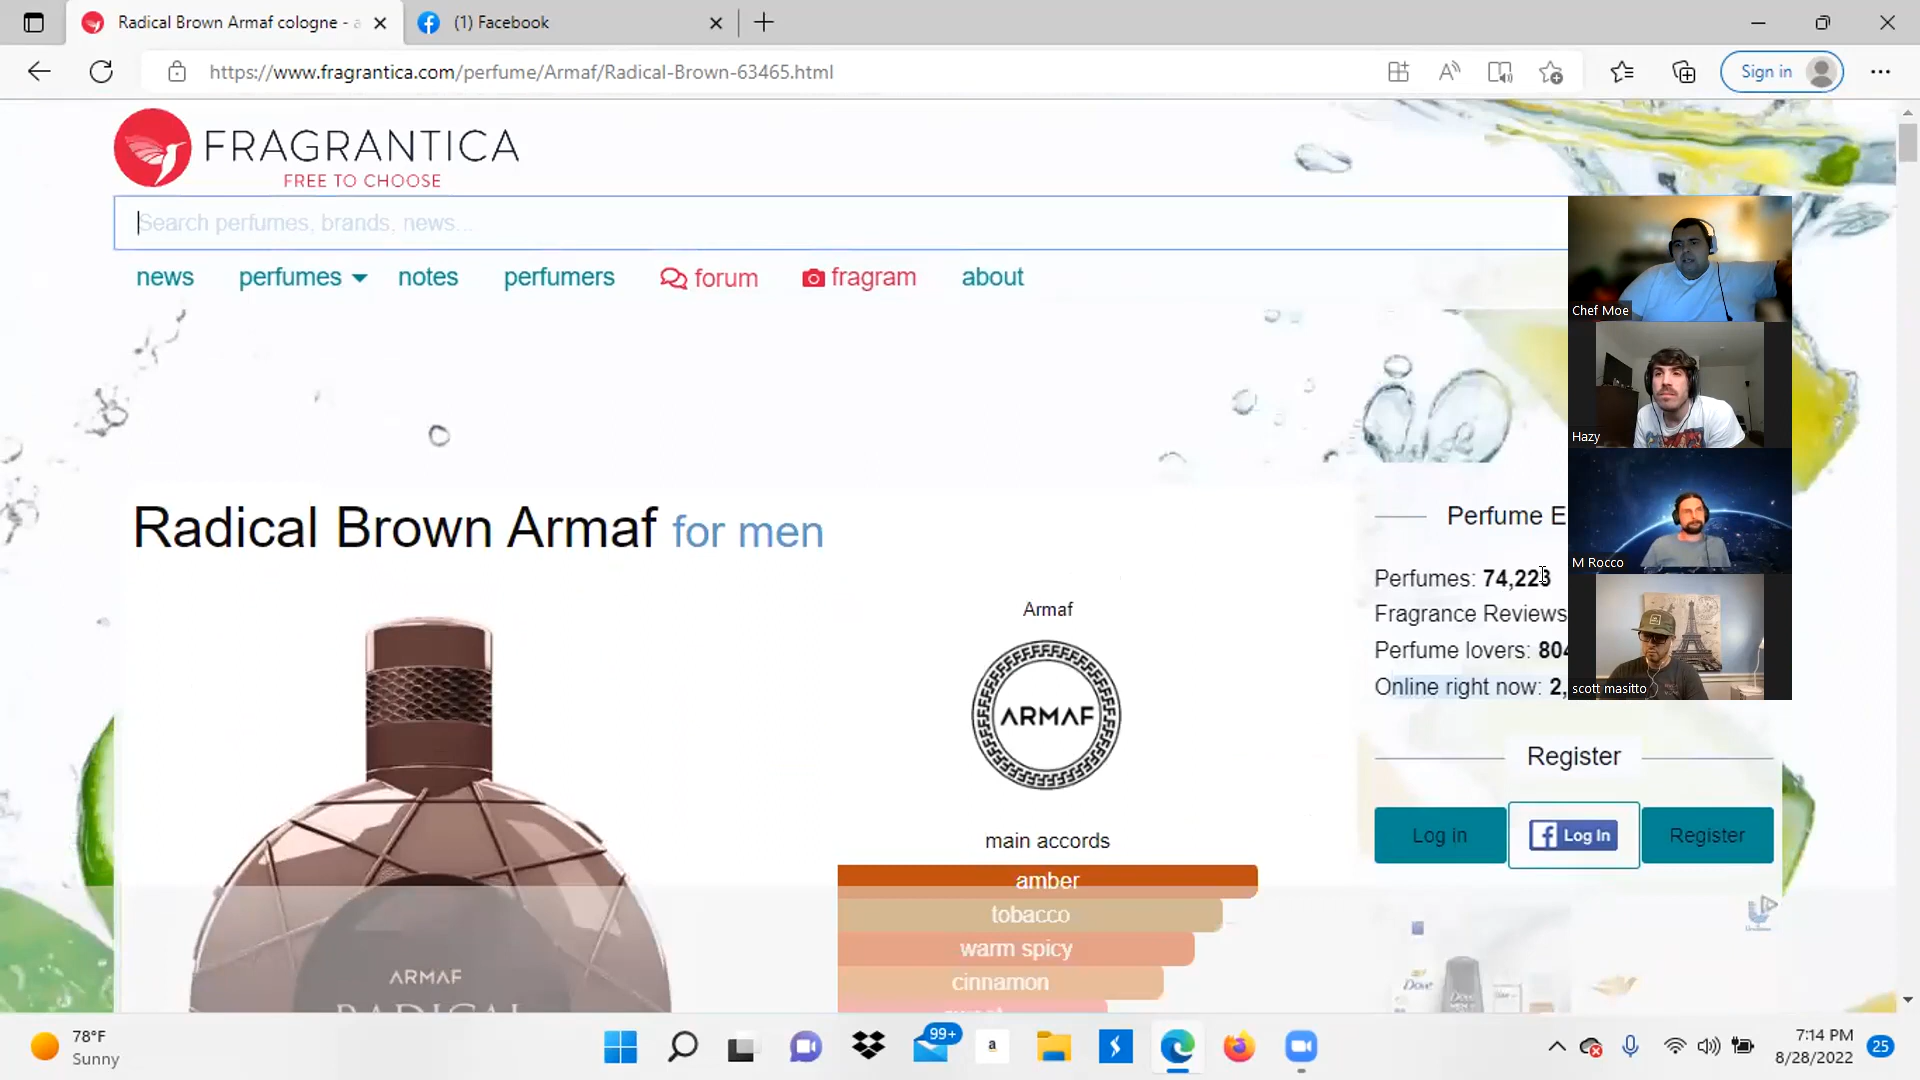 Radical Brown Armaf cologne - a
(1) Facebook
https://www.fragrantica.com/perfume/Armaf/Radical-Brown-63465.html
Sign in
FRAGRANTICA
FREE TO CHOOSE
Search perfumes, brands, news...
news perfumes notes perfumers forum fragram about
Chef Moe
Hazy
M Rocco
scott masitto
Radical Brown Armaf for men
Armaf
ARMAF
main accords
amber
tobacco
warm spicy
cinnamon
ARMAF
RADICAL
Perfume E
Perfumes: 74,223
Fragrance Reviews
Perfume lovers: 804
Online right now: 2,
Register
Log in
Log In
Register
Dove
78°F
Sunny
99+
a
7:14 PM
8/28/2022
25